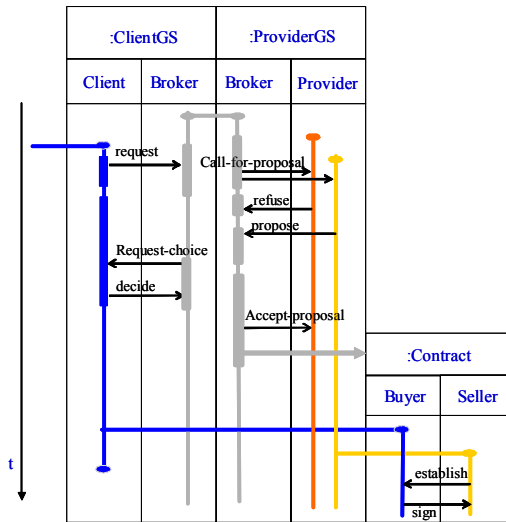 :ClientGS :ProviderGS
Client Broker Broker Provider
request
Call-for-proposal
refuse
propose
Request-choice
decide
Accept-proposal
:Contract
Buyer Seller
t
establish
sign